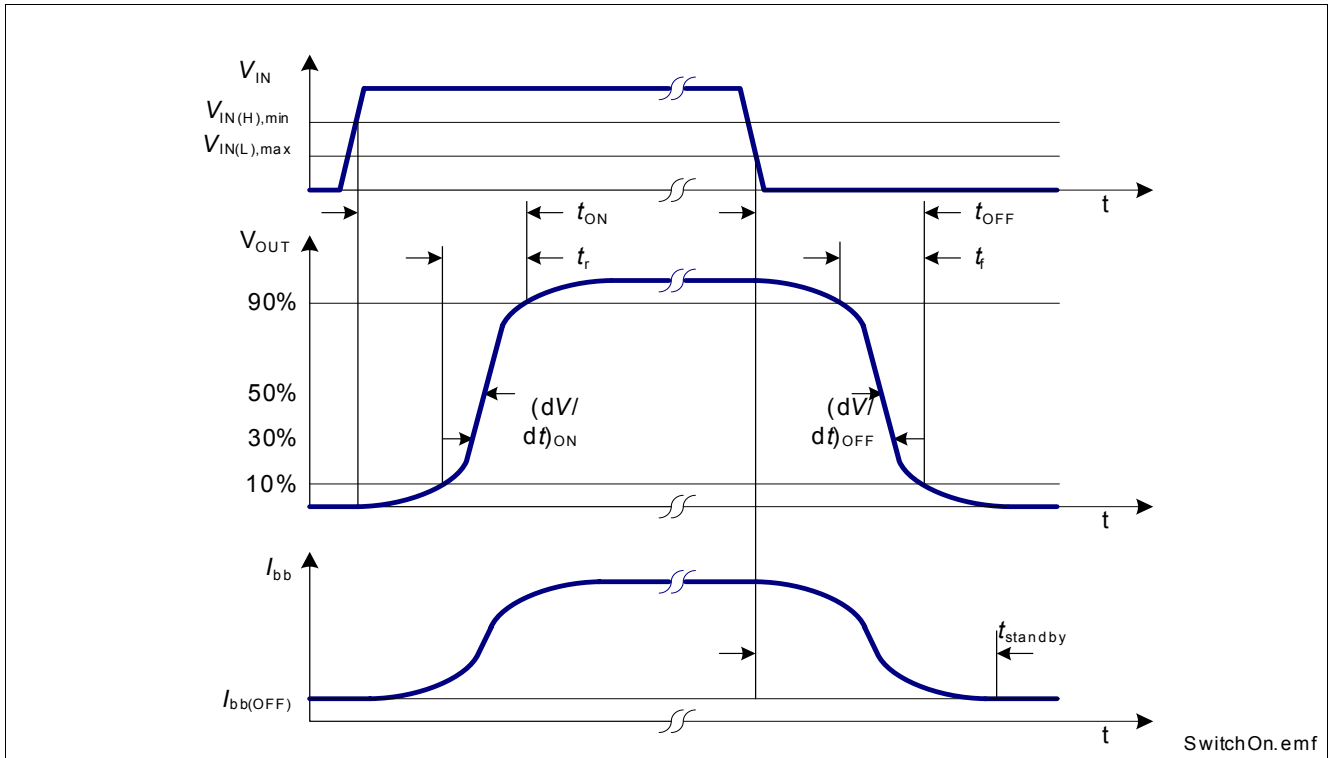 VIN
VIN(H),min
VIN(L),max
t
tON
tOFF
VOUT
tr
tf
90%
50%
(dV/
dt)ON
(dV/
dt)OFF
30%
10%
t
Ibb
tstandby
Ibb(OFF)
t
SwitchOn.emf